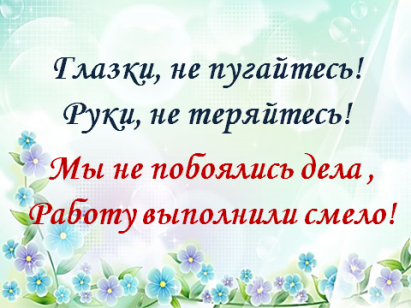 Глазки, не пугайтесь!
Руки, не теряйтесь!
Мы не побоялись дела ,
Работу выполнили смело!